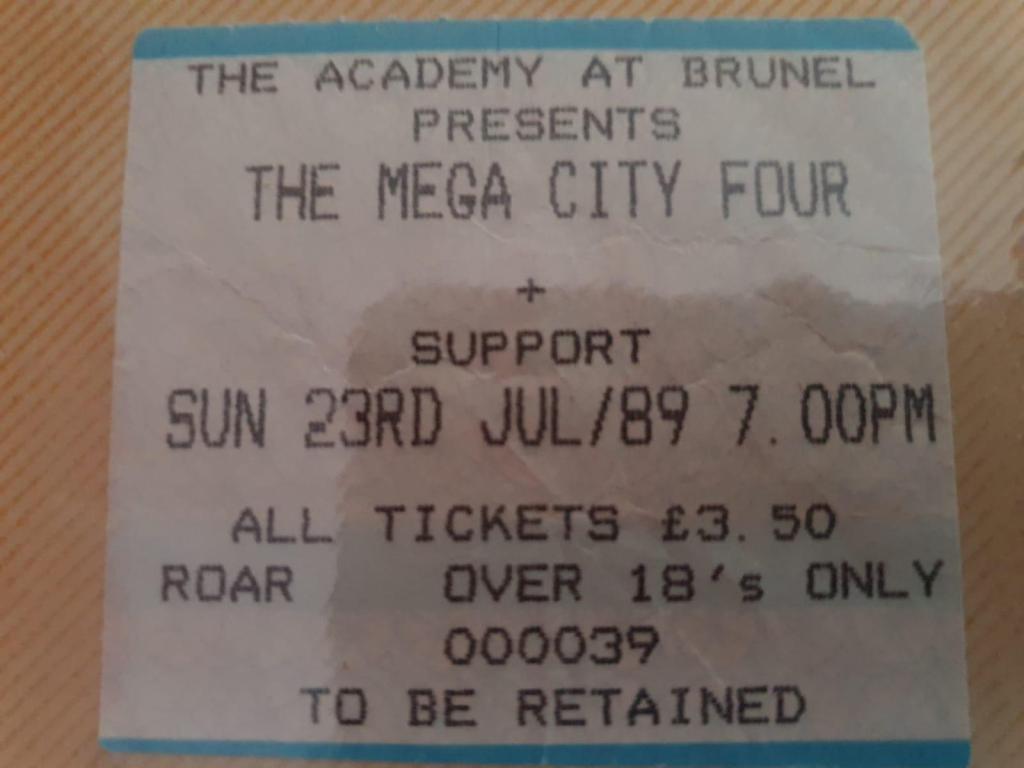 THE ACADEMY AT BRUNEL
PRESENTS
THE MEGA CITY FOUR
+
SUPPORT
SUN 23RD JUL/89 7.00PM
ALL TICKETS £3.50
ROAR OVER 18's ONLY
000039
TO BE RETAINED